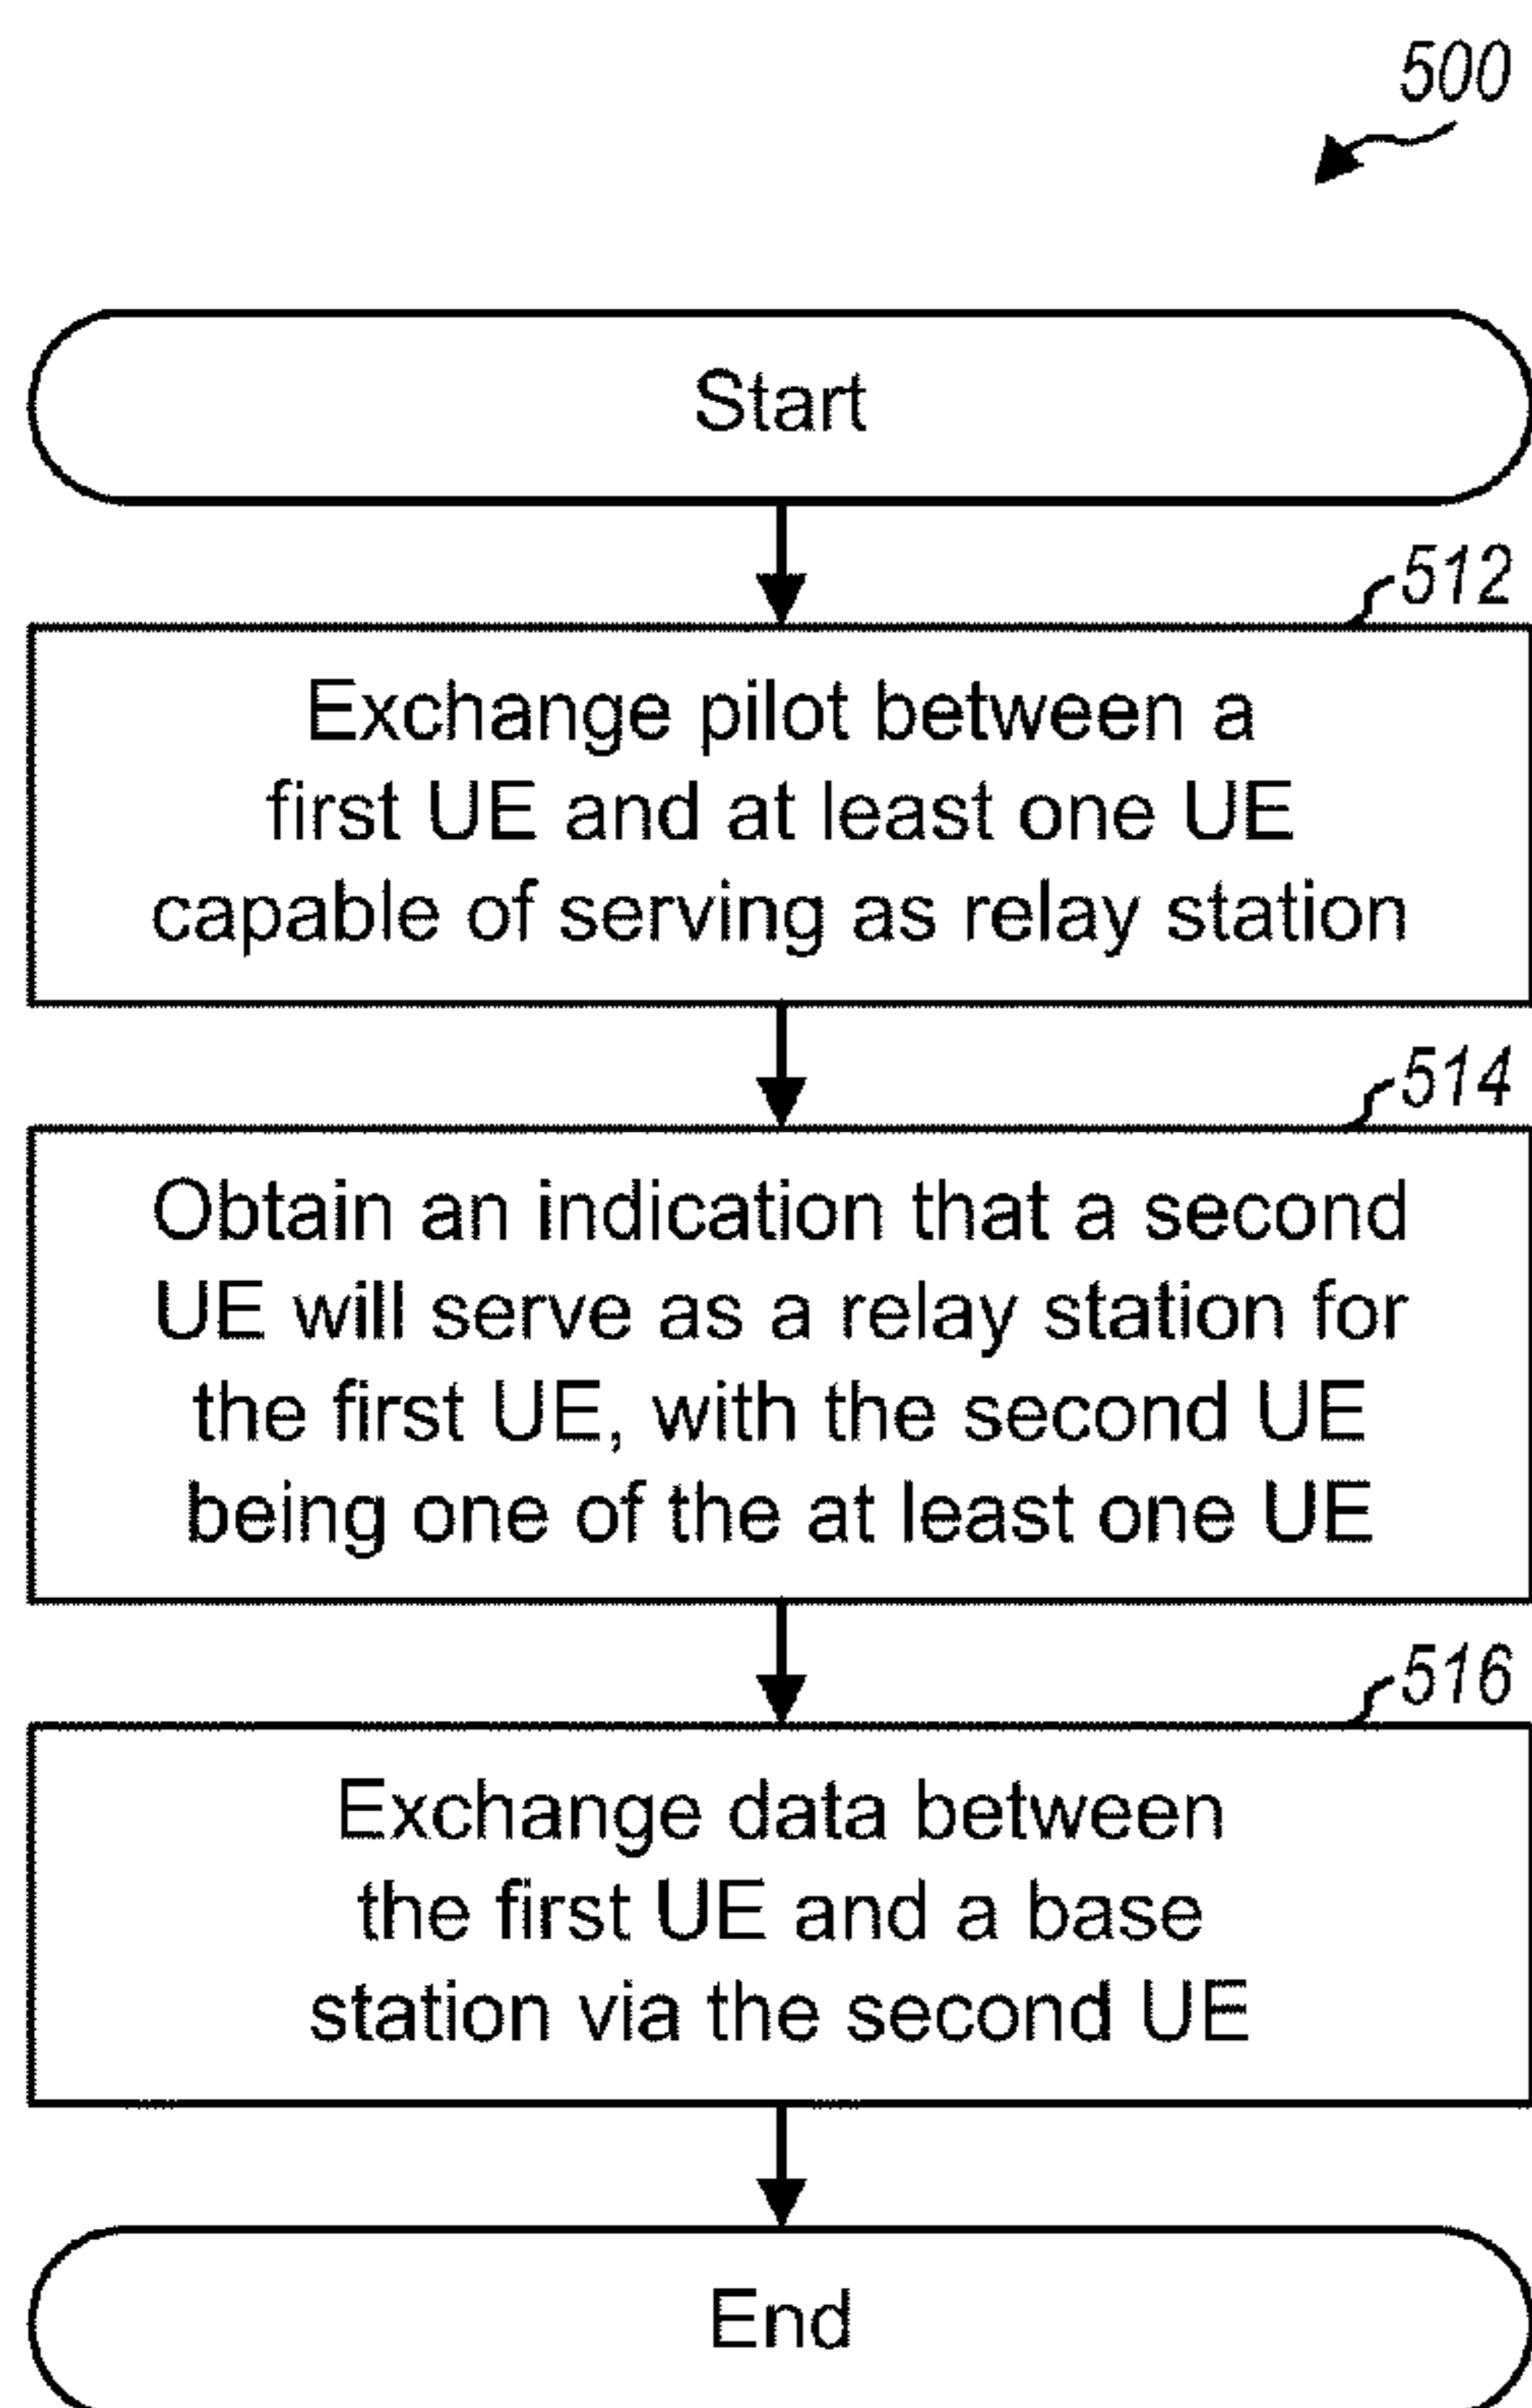 500
Start
512
Exchange pilot between a
first UE and at least one UE
capable of serving as relay station
514
Obtain an indication that a second
UE will serve as a relay station for
the first UE, with the second UE
being one of the at least one UE
516
Exchange data between
the first UE and a base
station via the second UE
End